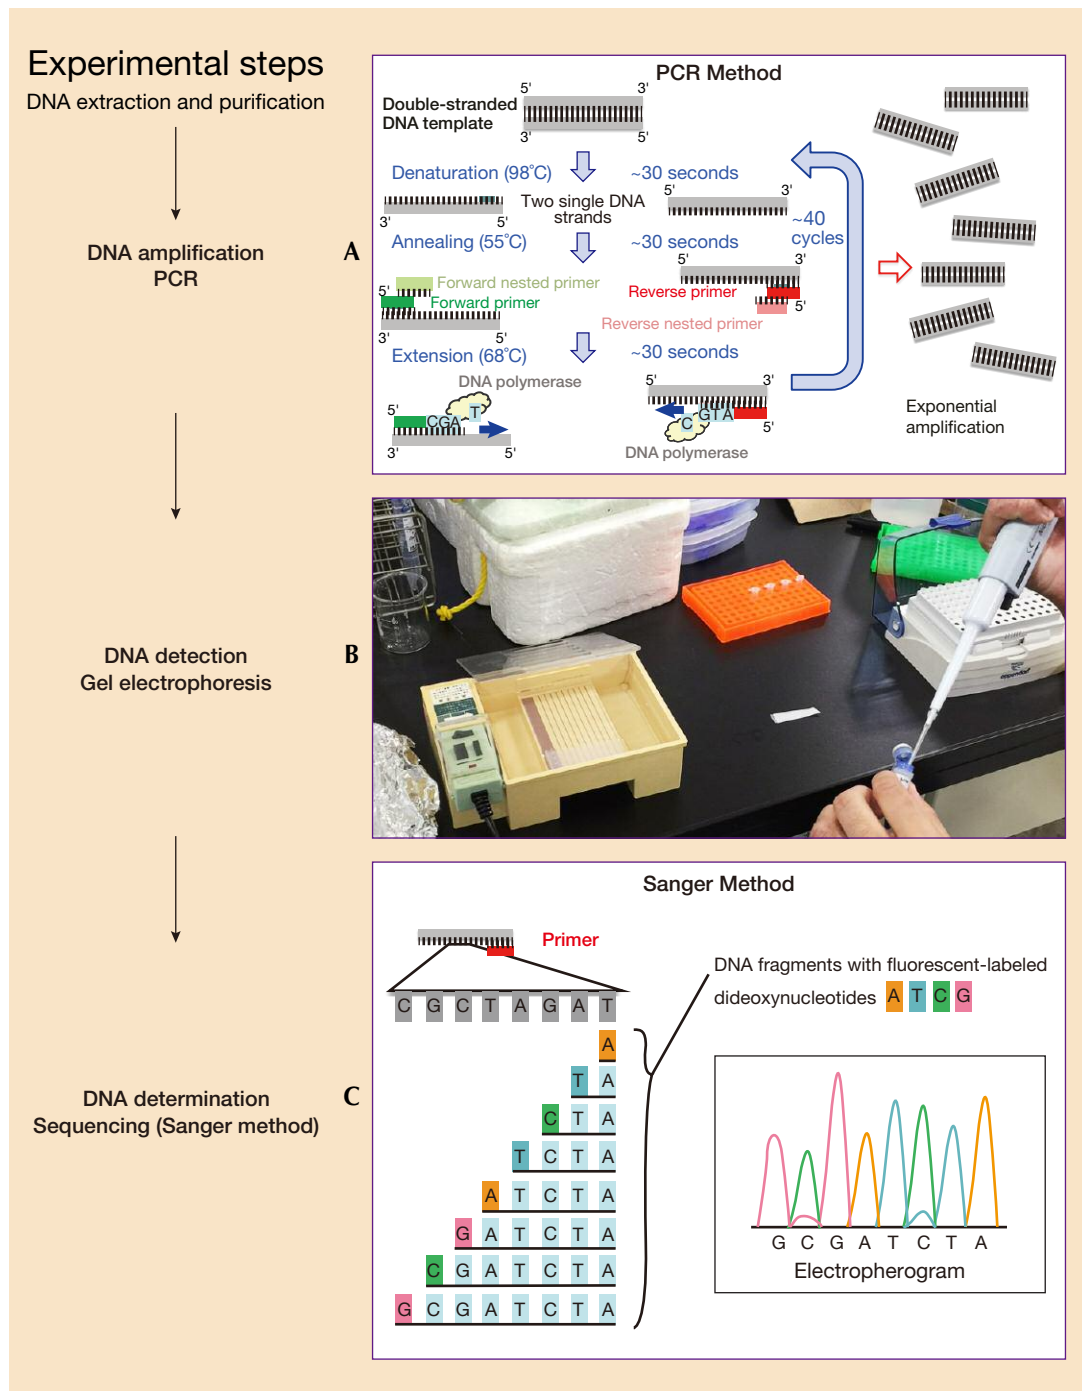 Experimental steps
DNA extraction and purification
DNA amplification
PCR
A
PCR Method
5' 3'
Double-stranded
DNA template
3' 5'
Denaturation (98°C) ~30 seconds
Two single DNA
strands
5' 3'
3' 5'
~40
cycles
Annealing (55°C) ~30 seconds
3'
Forward nested primer
5'
Forward primer
Reverse primer
5'
Reverse nested primer
3' 5'
Extension (68°C) ~30 seconds
DNA polymerase
5' 3'
T
5'
CGA
C GTA
5'
3' 5'
DNA polymerase
Exponential
amplification
DNA detection
Gel electrophoresis
B
eppendorf
DNA determination
Sequencing (Sanger method)
C
Sanger Method
Primer
DNA fragments with fluorescent-labeled
dideoxynucleotides A T C G
C G C T A G A T
A
T A
C T A
T C T A
A T C T A
G A T C T A
C G A T C T A
G C G A T C T A
G C G A T C T A
Electropherogram